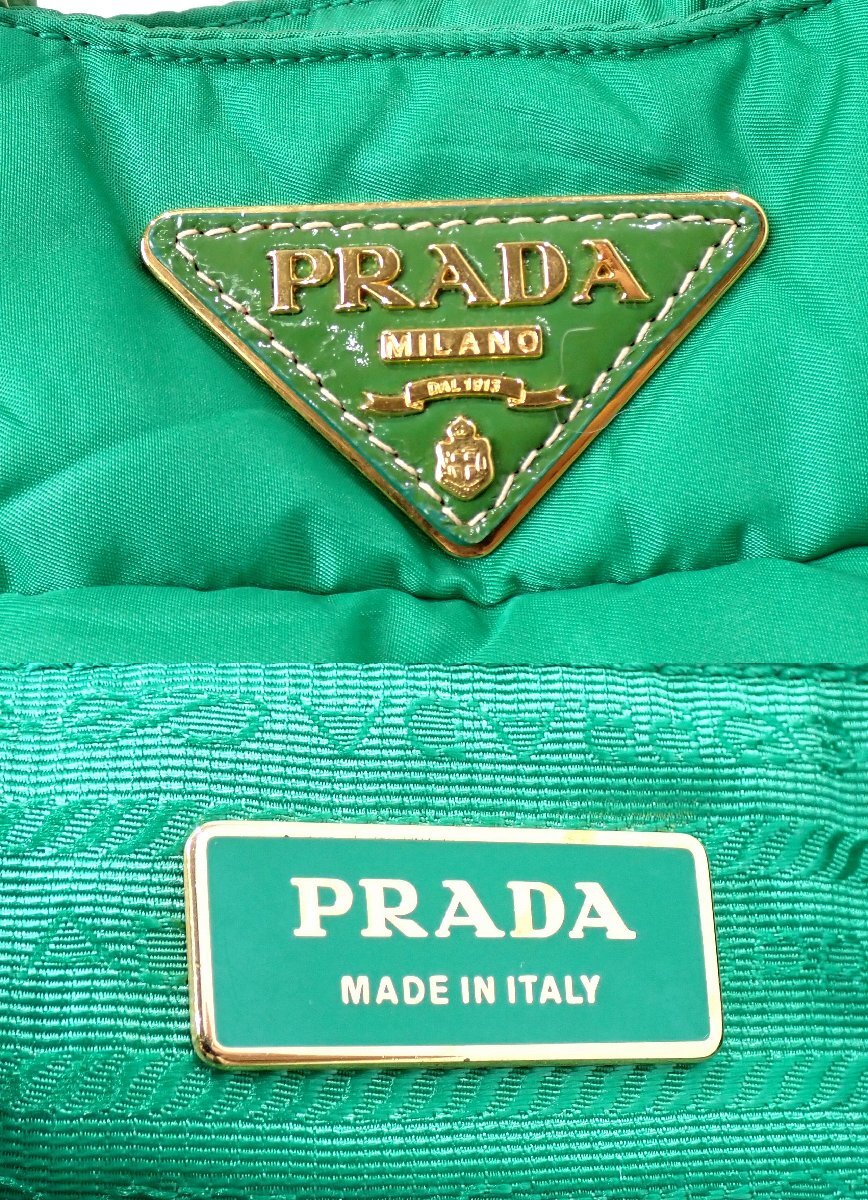 PRADA
MILANO
DAL 1913
PRADA
MADE IN ITALY